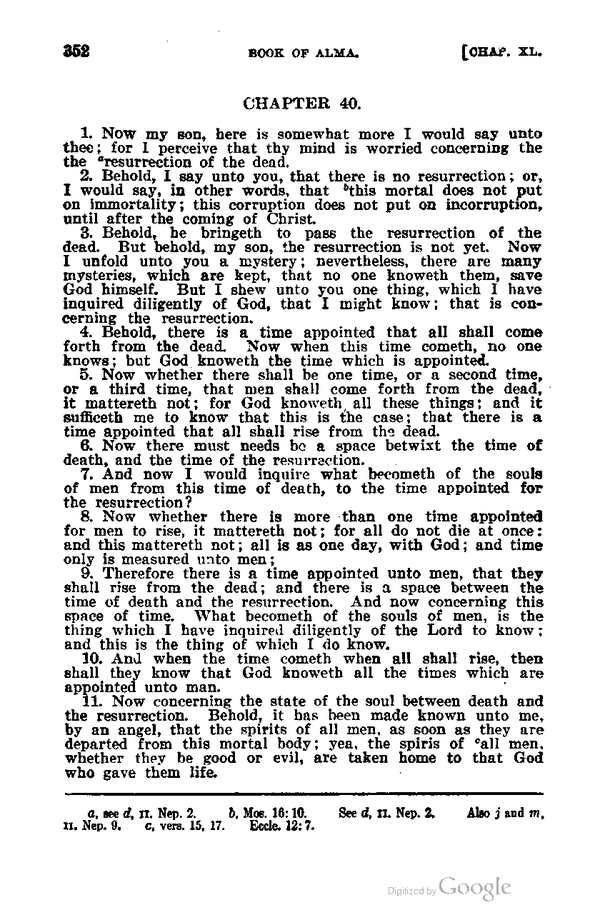 352 BOOK OF ALMA. [CHAP. XL.
CHAPTER 40.
1. Now my son, here is somewhat more I would say unto
thee; for I perceive that thy mind is worried concerning the
the aresurrection of the dead.
2. Behold, I say unto you, that there is no resurrection; or,
I would say, in other words, that bthis mortal does not put
on immortality; this corruption does not put on incorruption,
until after the coming of Christ.
3. Behold, he bringeth to pass the resurrection of the
dead. But behold, my son, the resurrection is not yet. Now
I unfold unto you a mystery; nevertheless, there are many
mysteries, which are kept, that no one knoweth them, save
God himself. But I shew unto you one thing, which I have
inquired diligently of God, that I might know; that is con-
cerning the resurrection.
4. Behold, there is a time appointed that all shall come
forth from the dead. Now when this time cometh, no one
knows; but God knoweth the time which is appointed.
5. Now whether there shall be one time, or a second time,
or a third time, that men shall come forth from the dead,
it mattereth not; for God knoweth all these things; and it
sufficeth me to know that this is the case; that there is a
time appointed that all shall rise from the dead.
6. Now there must needs be a space betwixt the time of
death, and the time of the resurrection.
7. And now I would inquire what becometh of the souls
of men from this time of death, to the time appointed for
the resurrection?
8. Now whether there is more than one time appointed
for men to rise, it mattereth not; for all do not die at once:
and this mattereth not; all is as one day, with God; and time
only is measured unto men;
9. Therefore there is a time appointed unto men, that they
shall rise from the dead; and there is a space between the
time of death and the resurrection. And now concerning this
space of time. What becometh of the souls of men, is the
thing which I have inquired diligently of the Lord to know;
and this is the thing of which I do know.
10. And when the time cometh when all shall rise, then
shall they know that God knoweth all the times which are
appointed unto man.
11. Now concerning the state of the soul between death and
the resurrection. Behold, it has been made known unto me,
by an angel, that the spirits of all men, as soon as they are
departed from this mortal body; yea, the spiris of call men,
whether they be good or evil, are taken home to that God
who gave them life.
a, see d, II. Nep. 2. b, Mos. 16:10. See d, II. Nep. 2. Also j and m,
II. Nep. 9. c, vers. 15, 17. Eccle. 12:7.
Digitized by Google